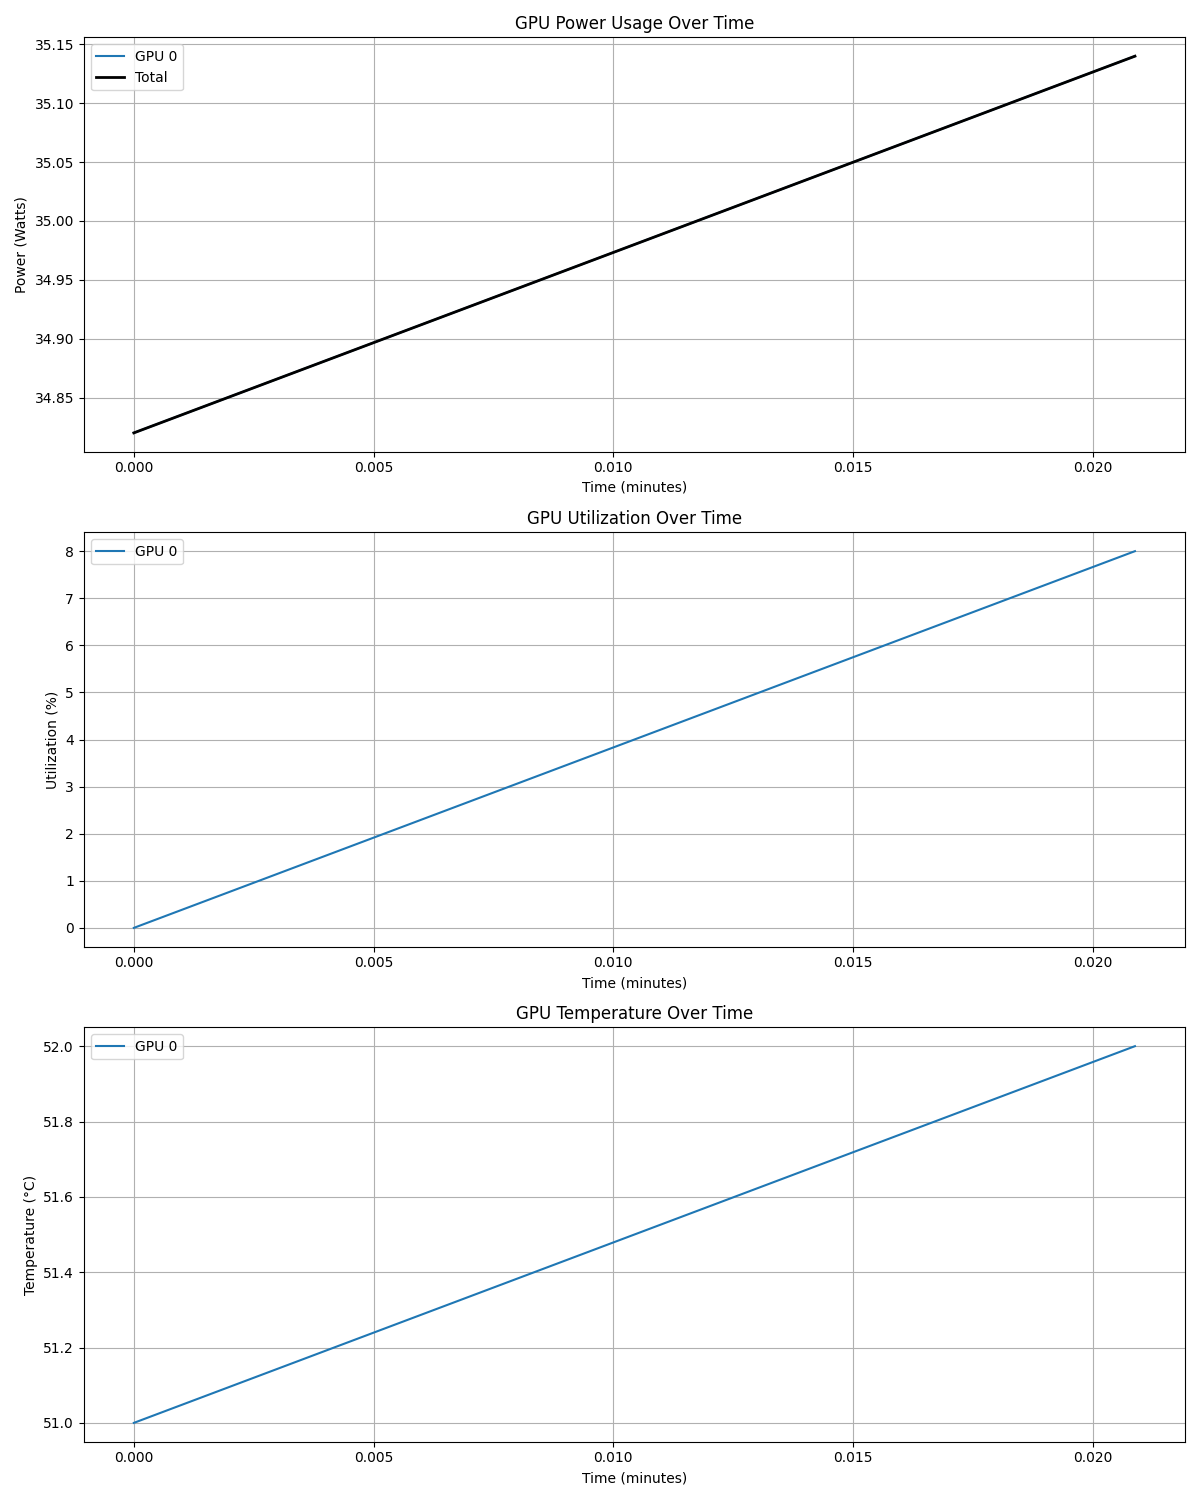 GPU Power Usage Over Time
GPU 0
Total
35.15
35.10
35.05
35.00
34.95
34.90
34.85
Power (Watts)
0.000 0.005 0.010 0.015 0.020
Time (minutes)
GPU Utilization Over Time
GPU 0
8
7
6
5
4
3
2
1
0
Utilization (%)
0.000 0.005 0.010 0.015 0.020
Time (minutes)
GPU Temperature Over Time
GPU 0
52.0
51.8
51.6
51.4
51.2
51.0
Temperature (°C)
0.000 0.005 0.010 0.015 0.020
Time (minutes)